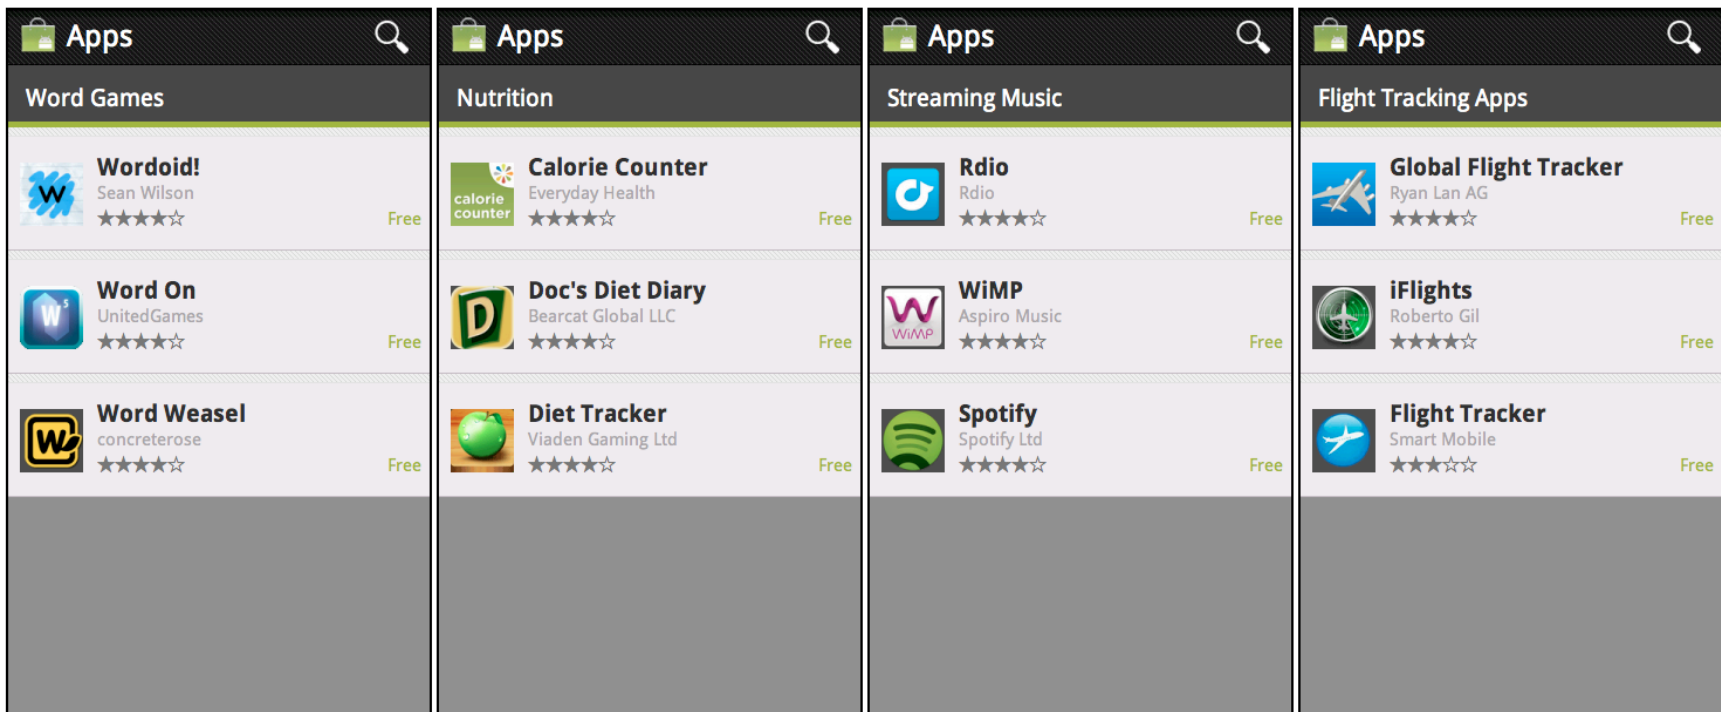 Apps
Word Games
Wordoid!
Sean Wilson
Free
Word On
UnitedGames
Free
Word Weasel
concreterose
Free
Apps
Nutrition
calorie
counter
Calorie Counter
Everyday Health
Free
D
Doc's Diet Diary
Bearcat Global LLC
Free
Diet Tracker
Viaden Gaming Ltd
Free
Apps
Streaming Music
Rdio
Rdio
Free
WiMP
WiMP
Aspiro Music
Free
Spotify
Spotify Ltd
Free
Apps
Flight Tracking Apps
Global Flight Tracker
Ryan Lan AG
Free
iFlights
Roberto Gil
Free
Flight Tracker
Smart Mobile
Free